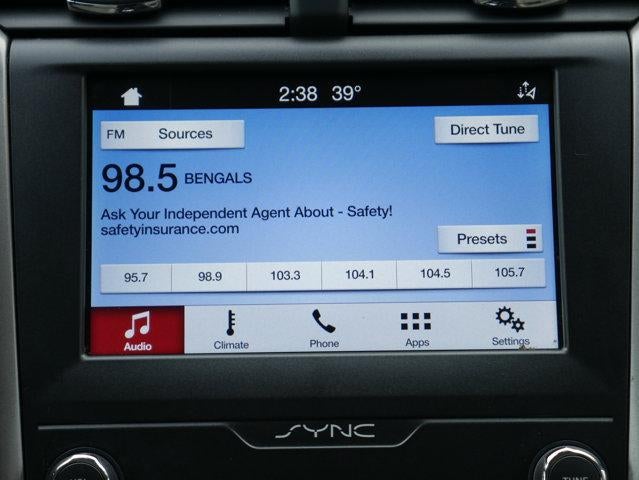 2:38 39°
FM Sources
Direct Tune
98.5 BENGALS
Ask Your Independent Agent About - Safety!
safetyinsurance.com
Presets
95.7 98.9 103.3 104.1 104.5 105.7
Audio Climate Phone Apps Settings
SYNC